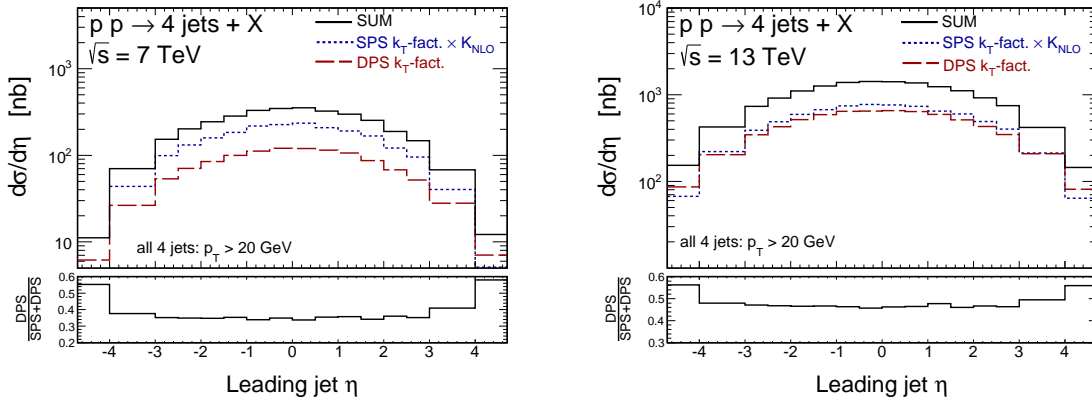 p p → 4 jets + X
√s = 7 TeV
SUM
SPS k_T-fact. × K_NLO
DPS k_T-fact.
dσ/dη [nb]
10^3
10^2
10
all 4 jets: p_T > 20 GeV
DPS
SPS+DPS
0.6
0.5
0.4
0.3
0.2
-4 -3 -2 -1 0 1 2 3 4
Leading jet η
p p → 4 jets + X
√s = 13 TeV
SUM
SPS k_T-fact. × K_NLO
DPS k_T-fact.
dσ/dη [nb]
10^4
10^3
10^2
all 4 jets: p_T > 20 GeV
DPS
SPS+DPS
0.6
0.5
0.4
0.3
-4 -3 -2 -1 0 1 2 3 4
Leading jet η